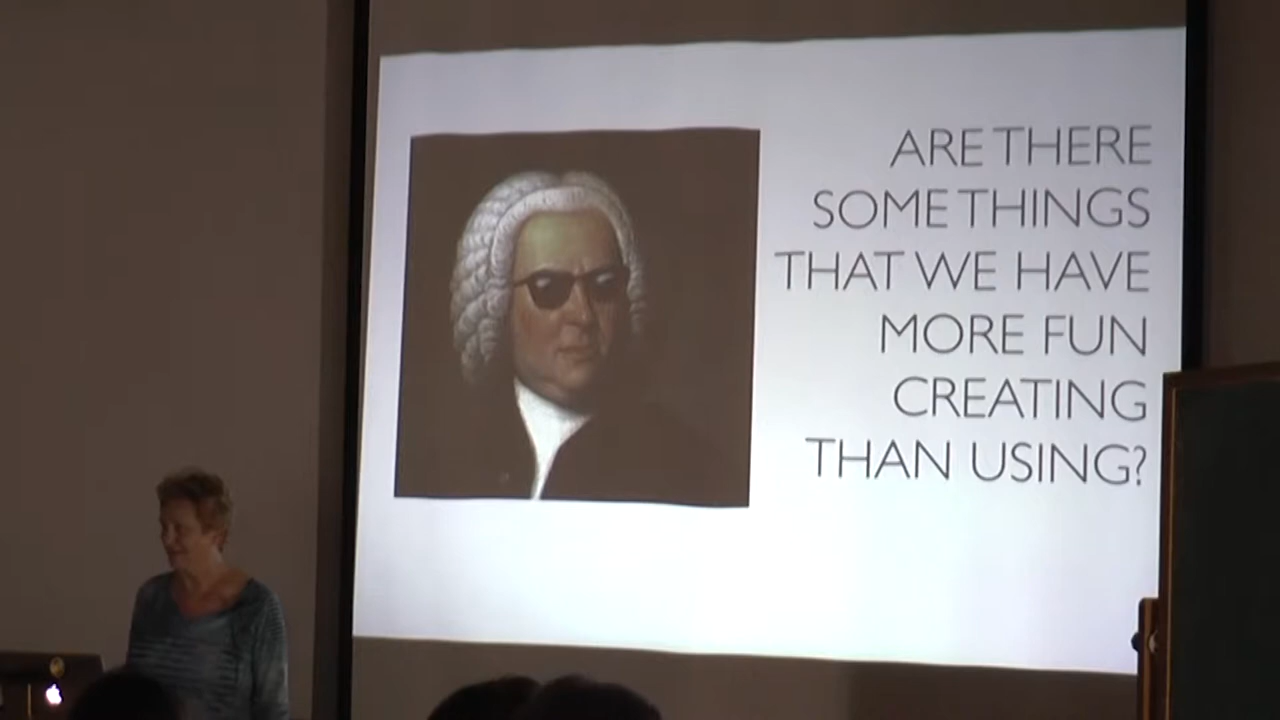 ARE THERE
SOME THINGS
THAT WE HAVE
MORE FUN
CREATING
THAN USING?